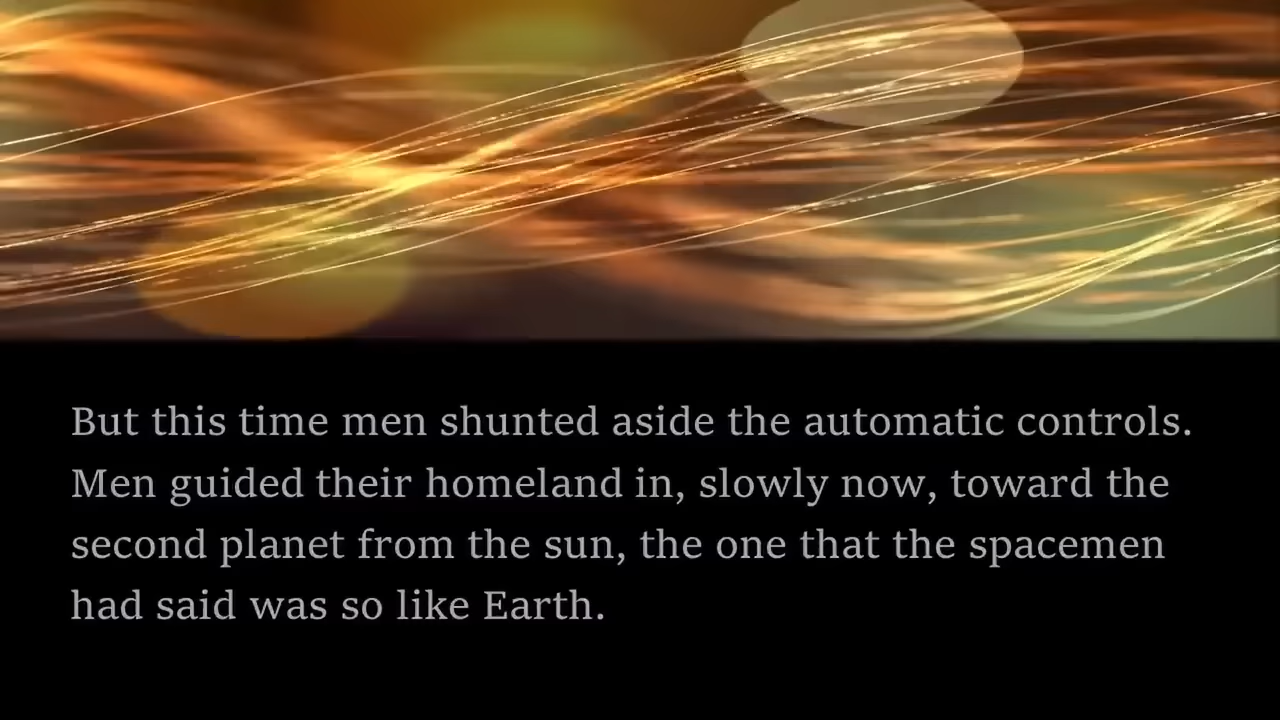 But this time men shunted aside the automatic controls.
Men guided their homeland in, slowly now, toward the
second planet from the sun, the one that the spacemen
had said was so like Earth.